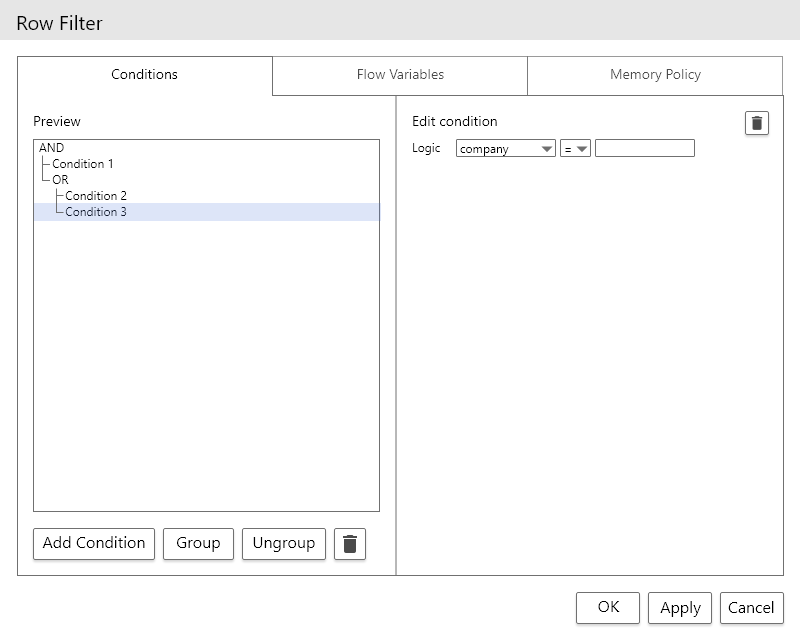 Row Filter
Conditions
Flow Variables
Memory Policy
Preview
AND
Condition 1
OR
Condition 2
Condition 3
Add Condition
Group
Ungroup
Edit condition
Logic company =
OK
Apply
Cancel